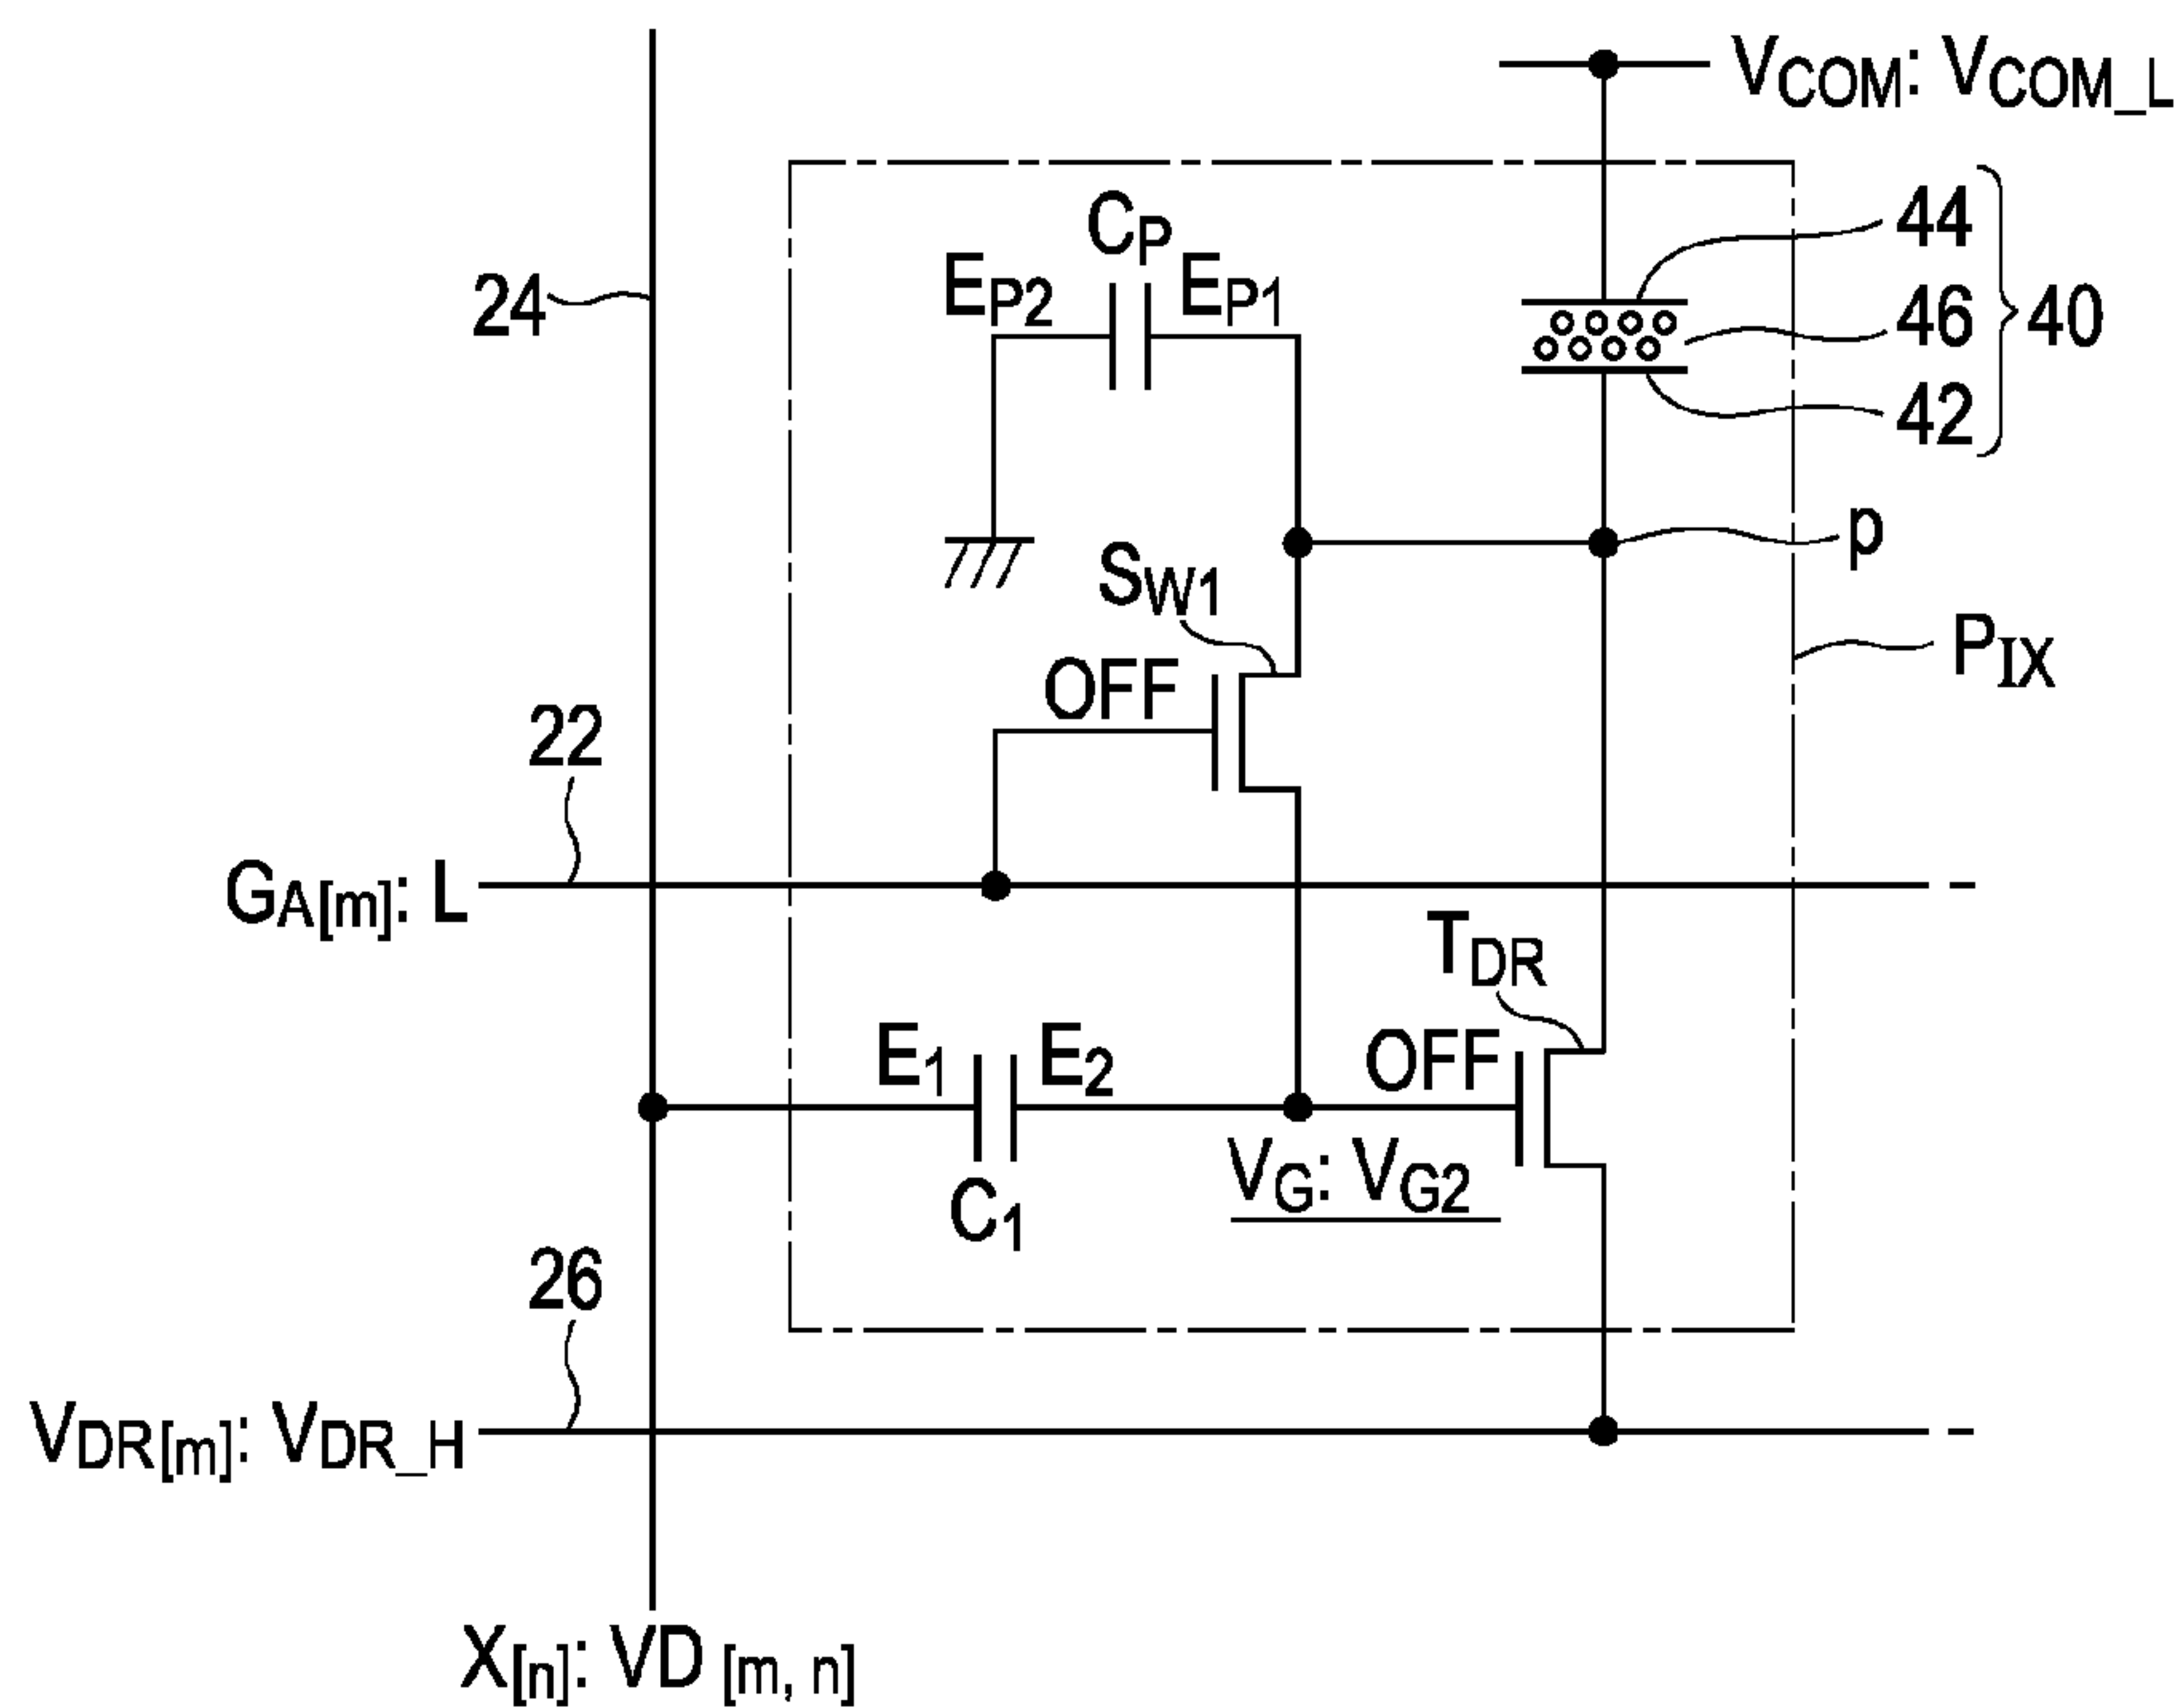 VCOM: VCOM_L
44
CP
EP2
EP1
24
46
40
42
p
SW1
PIX
OFF
22
GA[m]: L
TDR
E1
E2
OFF
VG: VG2
C1
26
VDR[m]: VDR_H
X[n]: VD [m, n]